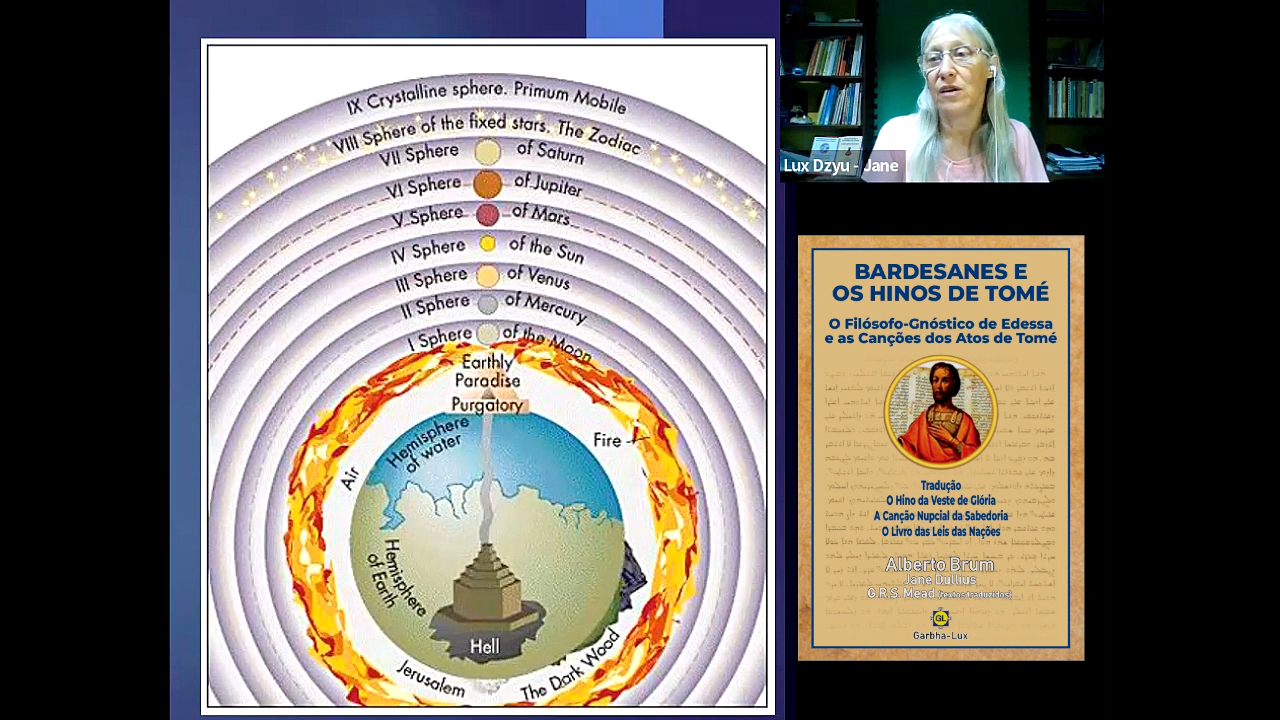 IX Crystalline sphere. Primum Mobile
VIII Sphere of the fixed stars. The Zodiac
VII Sphere of Saturn
VI Sphere of Jupiter
V Sphere of Mars
IV Sphere of the Sun
III Sphere of Venus
II Sphere of Mercury
I Sphere of the Moon
Earthly
Paradise
Purgatory
Hemisphere
of water
Fire
Air
Hemisphere
of Earth
Hell
Jerusalem
The Dark Wood
Lux Dzyu - Jane
BARDESANES E
OS HINOS DE TOMÉ
O Filósofo-Gnóstico de Edessa
e as Canções dos Atos de Tomé
Tradução
O Hino da Veste de Glória
A Canção Nupcial da Sabedoria
O Livro das Leis das Nações
Alberto Brum
Jane Dullius
G.R.S. Mead (textos traduzidos)
GL
Garbha-Lux